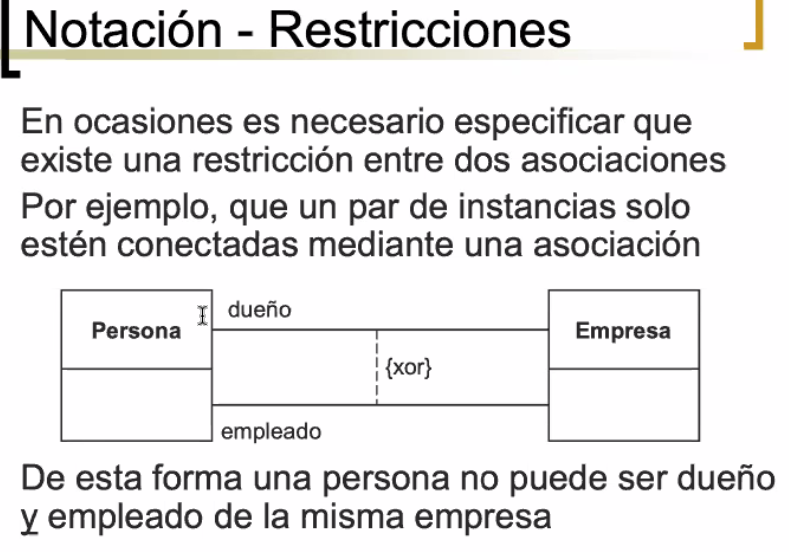 Notación - Restricciones
En ocasiones es necesario especificar que
existe una restricción entre dos asociaciones
Por ejemplo, que un par de instancias solo
estén conectadas mediante una asociación
dueño
Persona
Empresa
{xor}
empleado
De esta forma una persona no puede ser dueño
y empleado de la misma empresa